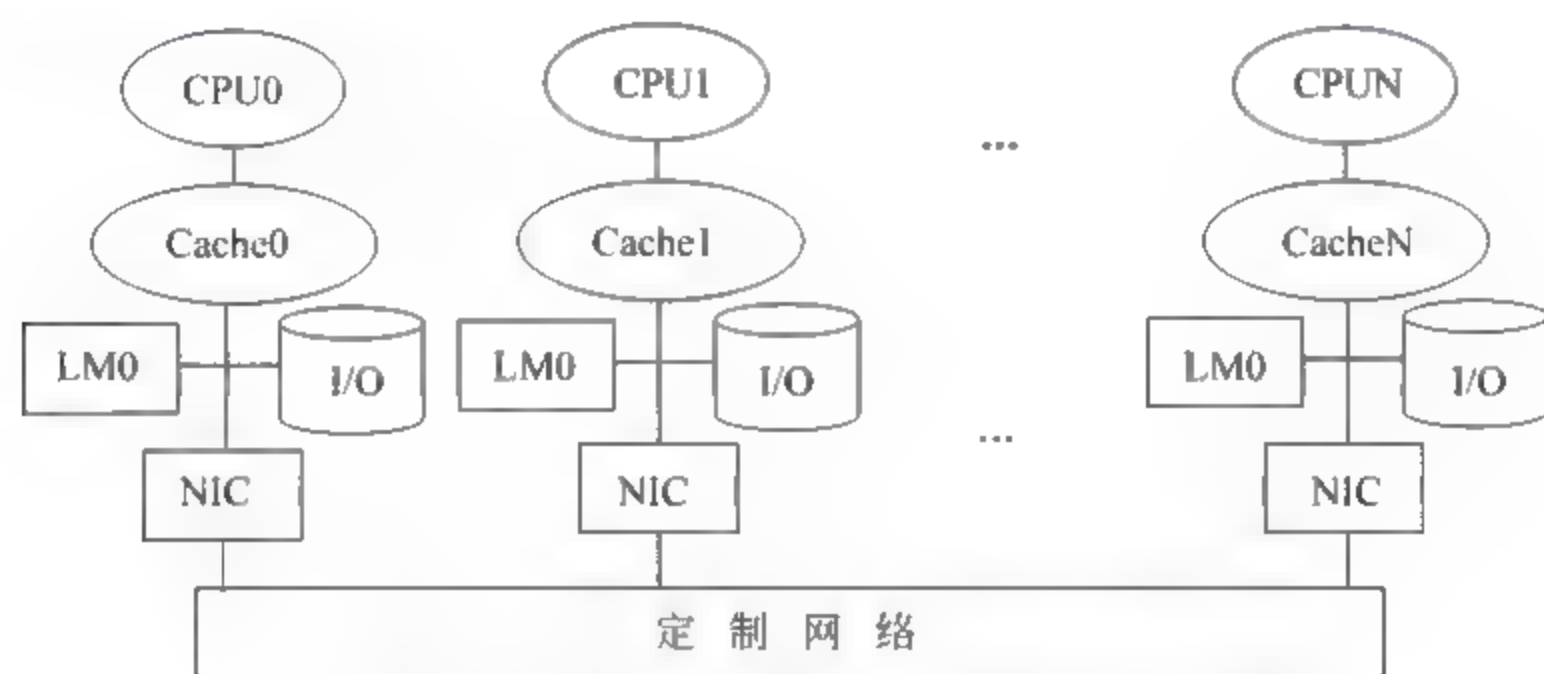 CPU0 CPU1 ... CPUN
Cache0 Cache1 CacheN
LM0 I/O LM0 I/O LM0 I/O
...
NIC NIC NIC
定制网络